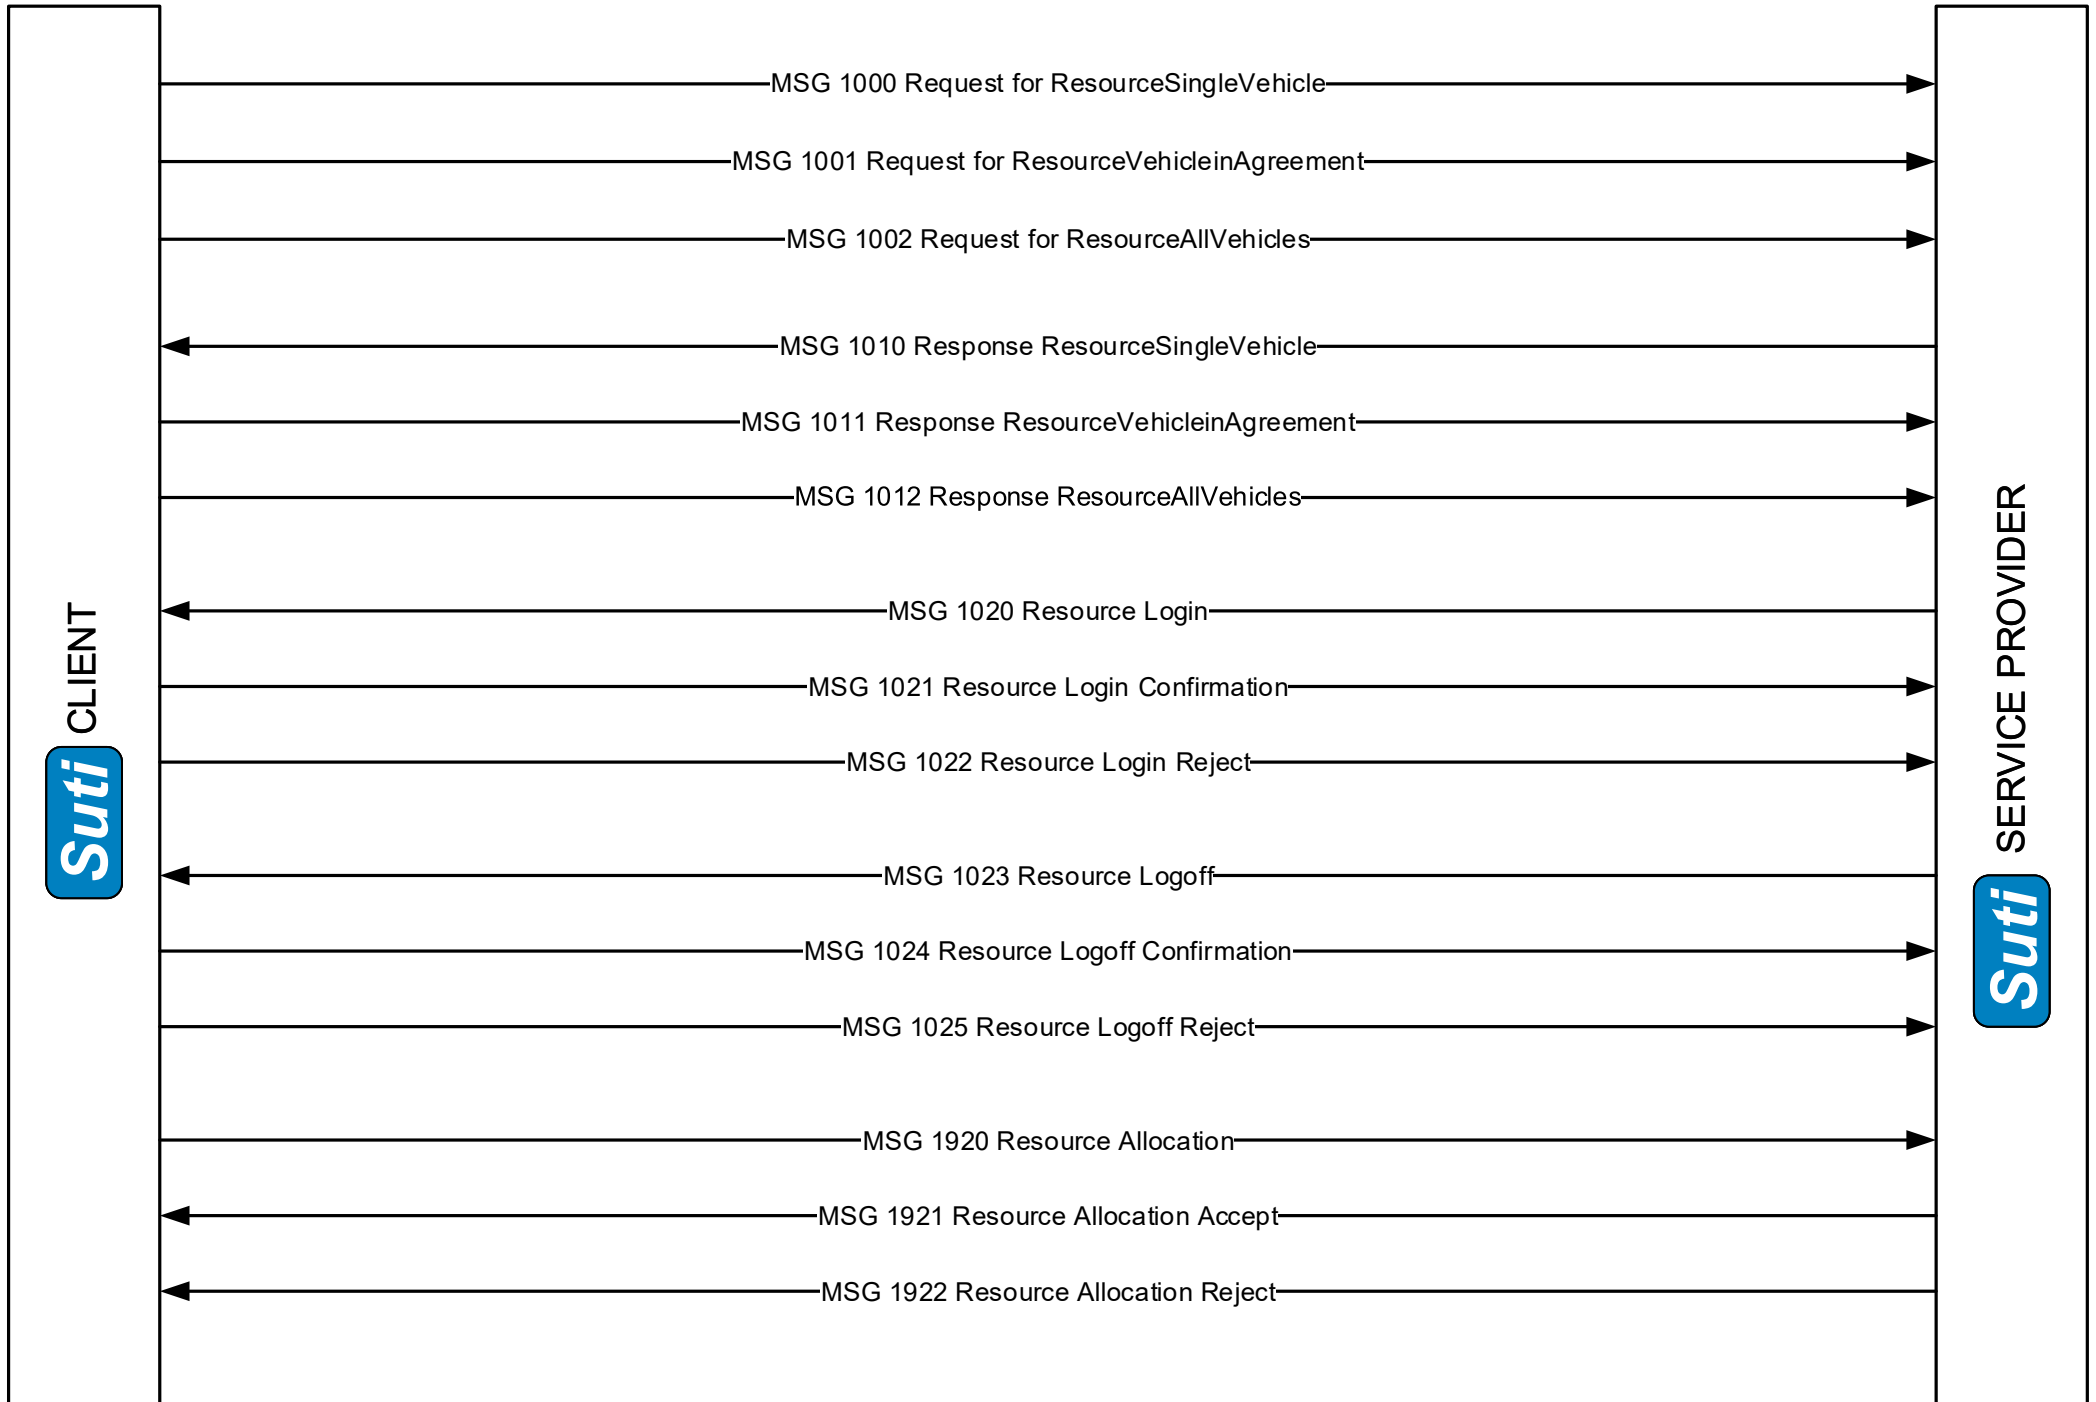 MSG 1000 Request for ResourceSingleVehicle
MSG 1001 Request for ResourceVehicleinAgreement
MSG 1002 Request for ResourceAllVehicles
MSG 1010 Response ResourceSingleVehicle
MSG 1011 Response ResourceVehicleinAgreement
MSG 1012 Response ResourceAllVehicles
MSG 1020 Resource Login
MSG 1021 Resource Login Confirmation
MSG 1022 Resource Login Reject
MSG 1023 Resource Logoff
MSG 1024 Resource Logoff Confirmation
MSG 1025 Resource Logoff Reject
MSG 1920 Resource Allocation
MSG 1921 Resource Allocation Accept
MSG 1922 Resource Allocation Reject
Suti CLIENT
Suti SERVICE PROVIDER